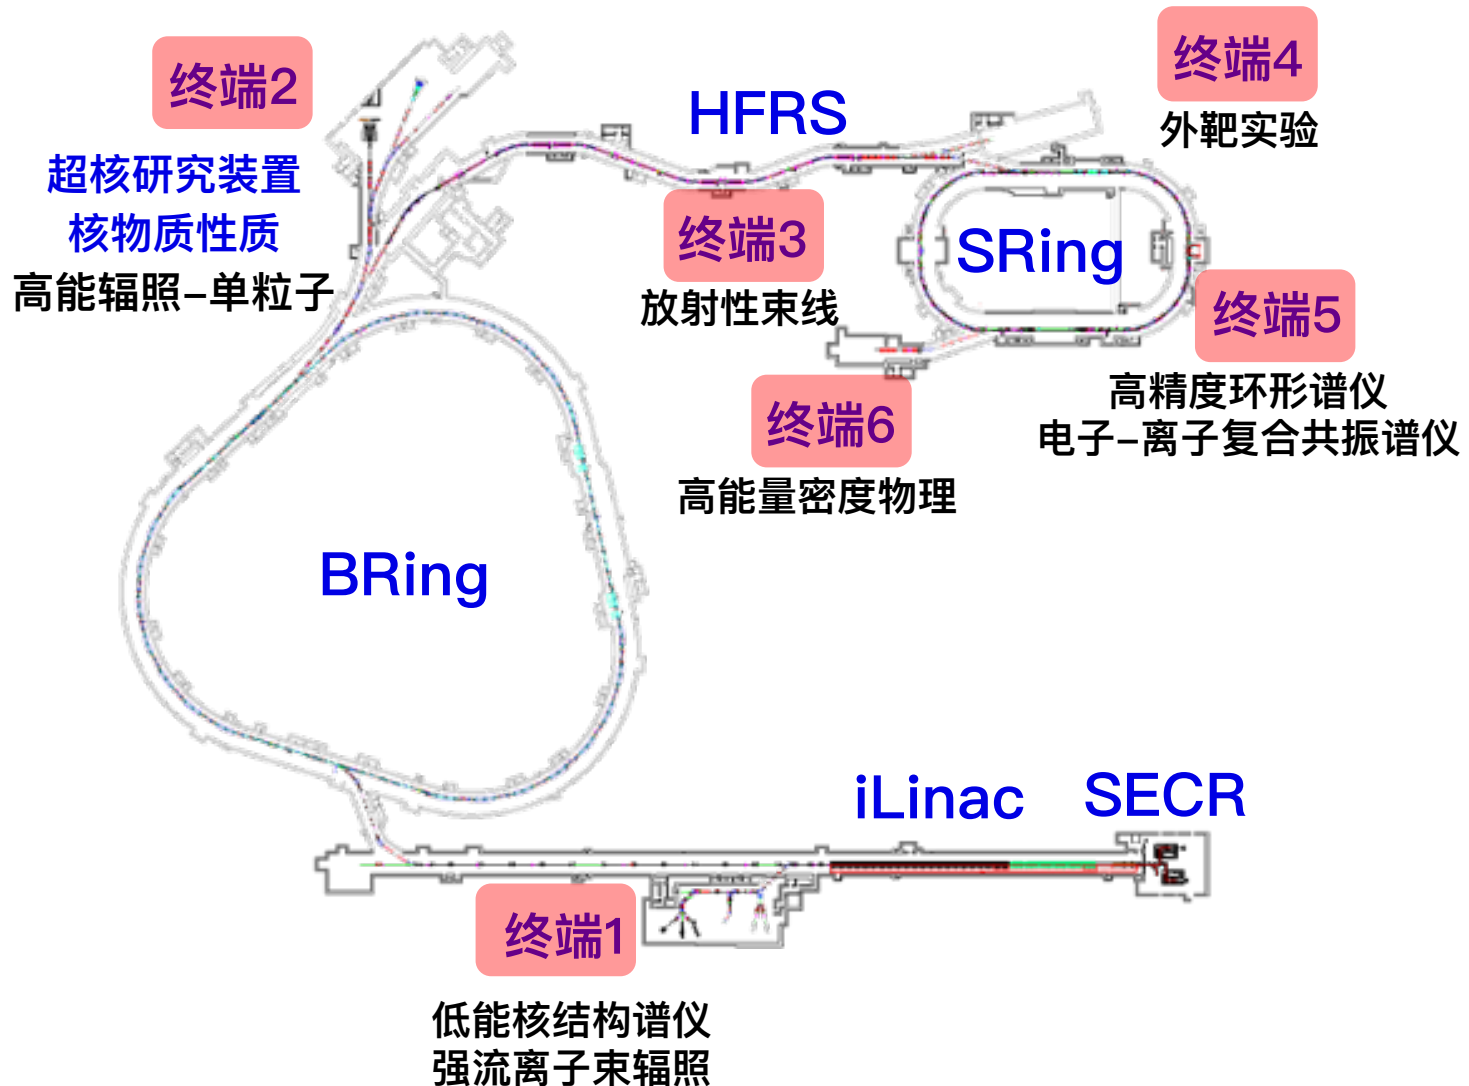 终端2
超核研究装置
核物质性质
高能辐照-单粒子
HFRS
终端3
放射性束线
终端4
外靶实验
SRing
终端5
高精度环形谱仪
电子-离子复合共振谱仪
终端6
高能量密度物理
BRing
iLinac
SECR
终端1
低能核结构谱仪
强流离子束辐照